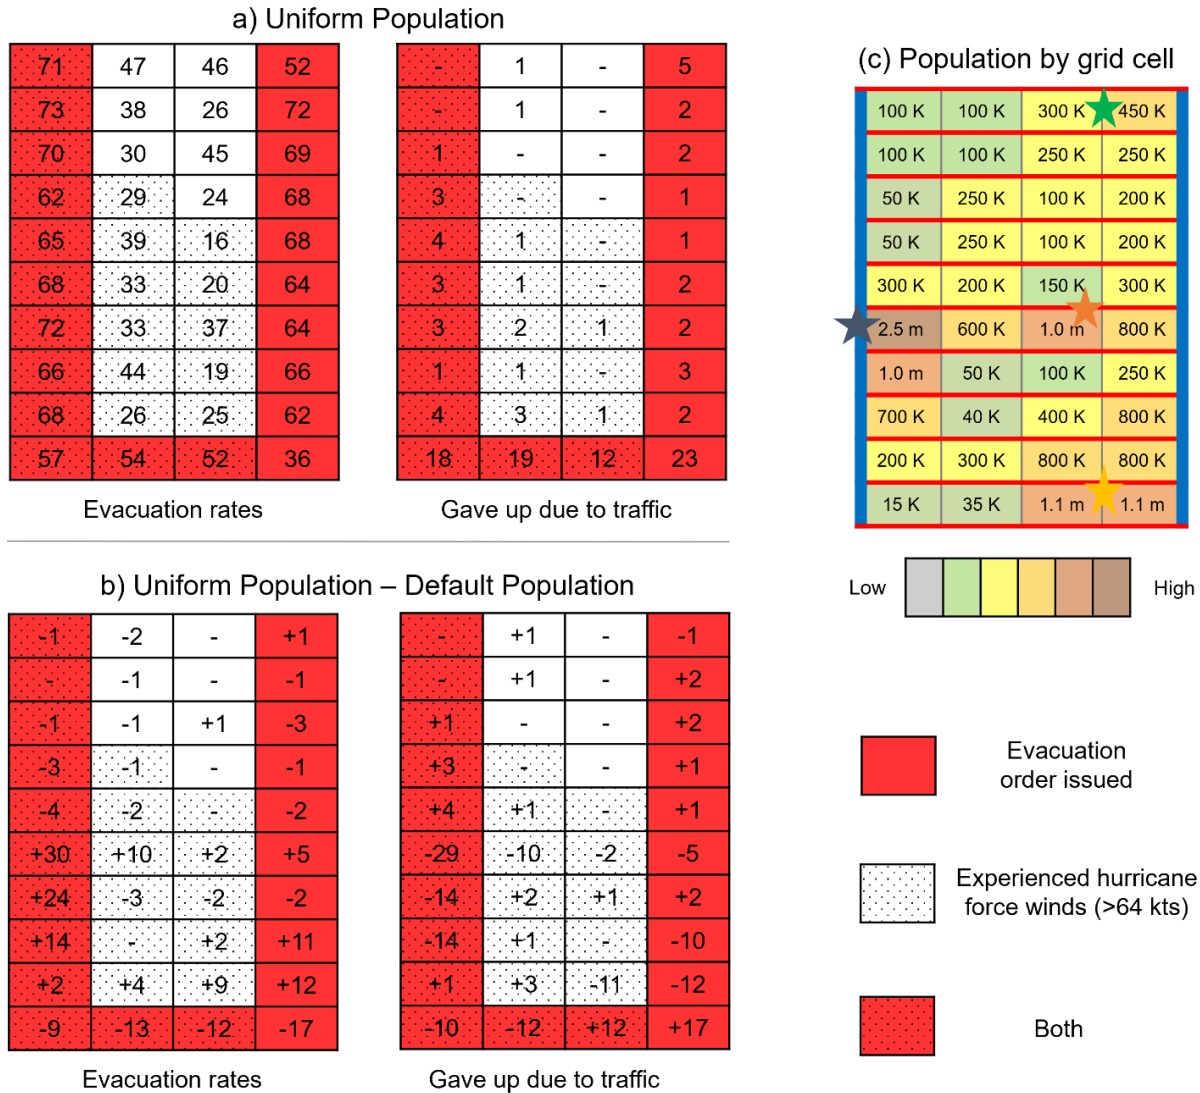 a) Uniform Population
71 47 46 52
73 38 26 72
70 30 45 69
62 29 24 68
65 39 16 68
68 33 20 64
72 33 37 64
66 44 19 66
68 26 25 62
57 54 52 36
Evacuation rates
- 1 - 5
- 1 - 2
1 - - 2
3 - - 1
4 1 - 1
3 1 - 2
3 2 1 2
1 1 - 3
4 3 1 2
18 19 12 23
Gave up due to traffic
b) Uniform Population – Default Population
-1 -2 - +1
- -1 - -1
-1 -1 +1 -3
-3 -1 - -1
-4 -2 - -2
+30 +10 +2 +5
+24 -3 -2 -2
+14 - +2 +11
+2 +4 +9 +12
-9 -13 -12 -17
Evacuation rates
- +1 - -1
- +1 - +2
+1 - - +2
+3 - - +1
+4 +1 - +1
-29 -10 -2 -5
-14 +2 +1 +2
-14 +1 - -10
+1 +3 -11 -12
-10 -12 +12 +17
Gave up due to traffic
(c) Population by grid cell
100 K 100 K 300 K 450 K
100 K 100 K 250 K 250 K
50 K 250 K 100 K 200 K
50 K 250 K 100 K 200 K
300 K 200 K 150 K 300 K
2.5 m 600 K 1.0 m 800 K
1.0 m 50 K 100 K 250 K
700 K 40 K 400 K 800 K
200 K 300 K 800 K 800 K
15 K 35 K 1.1 m 1.1 m
Low High
Evacuation
order issued
Experienced hurricane
force winds (>64 kts)
Both